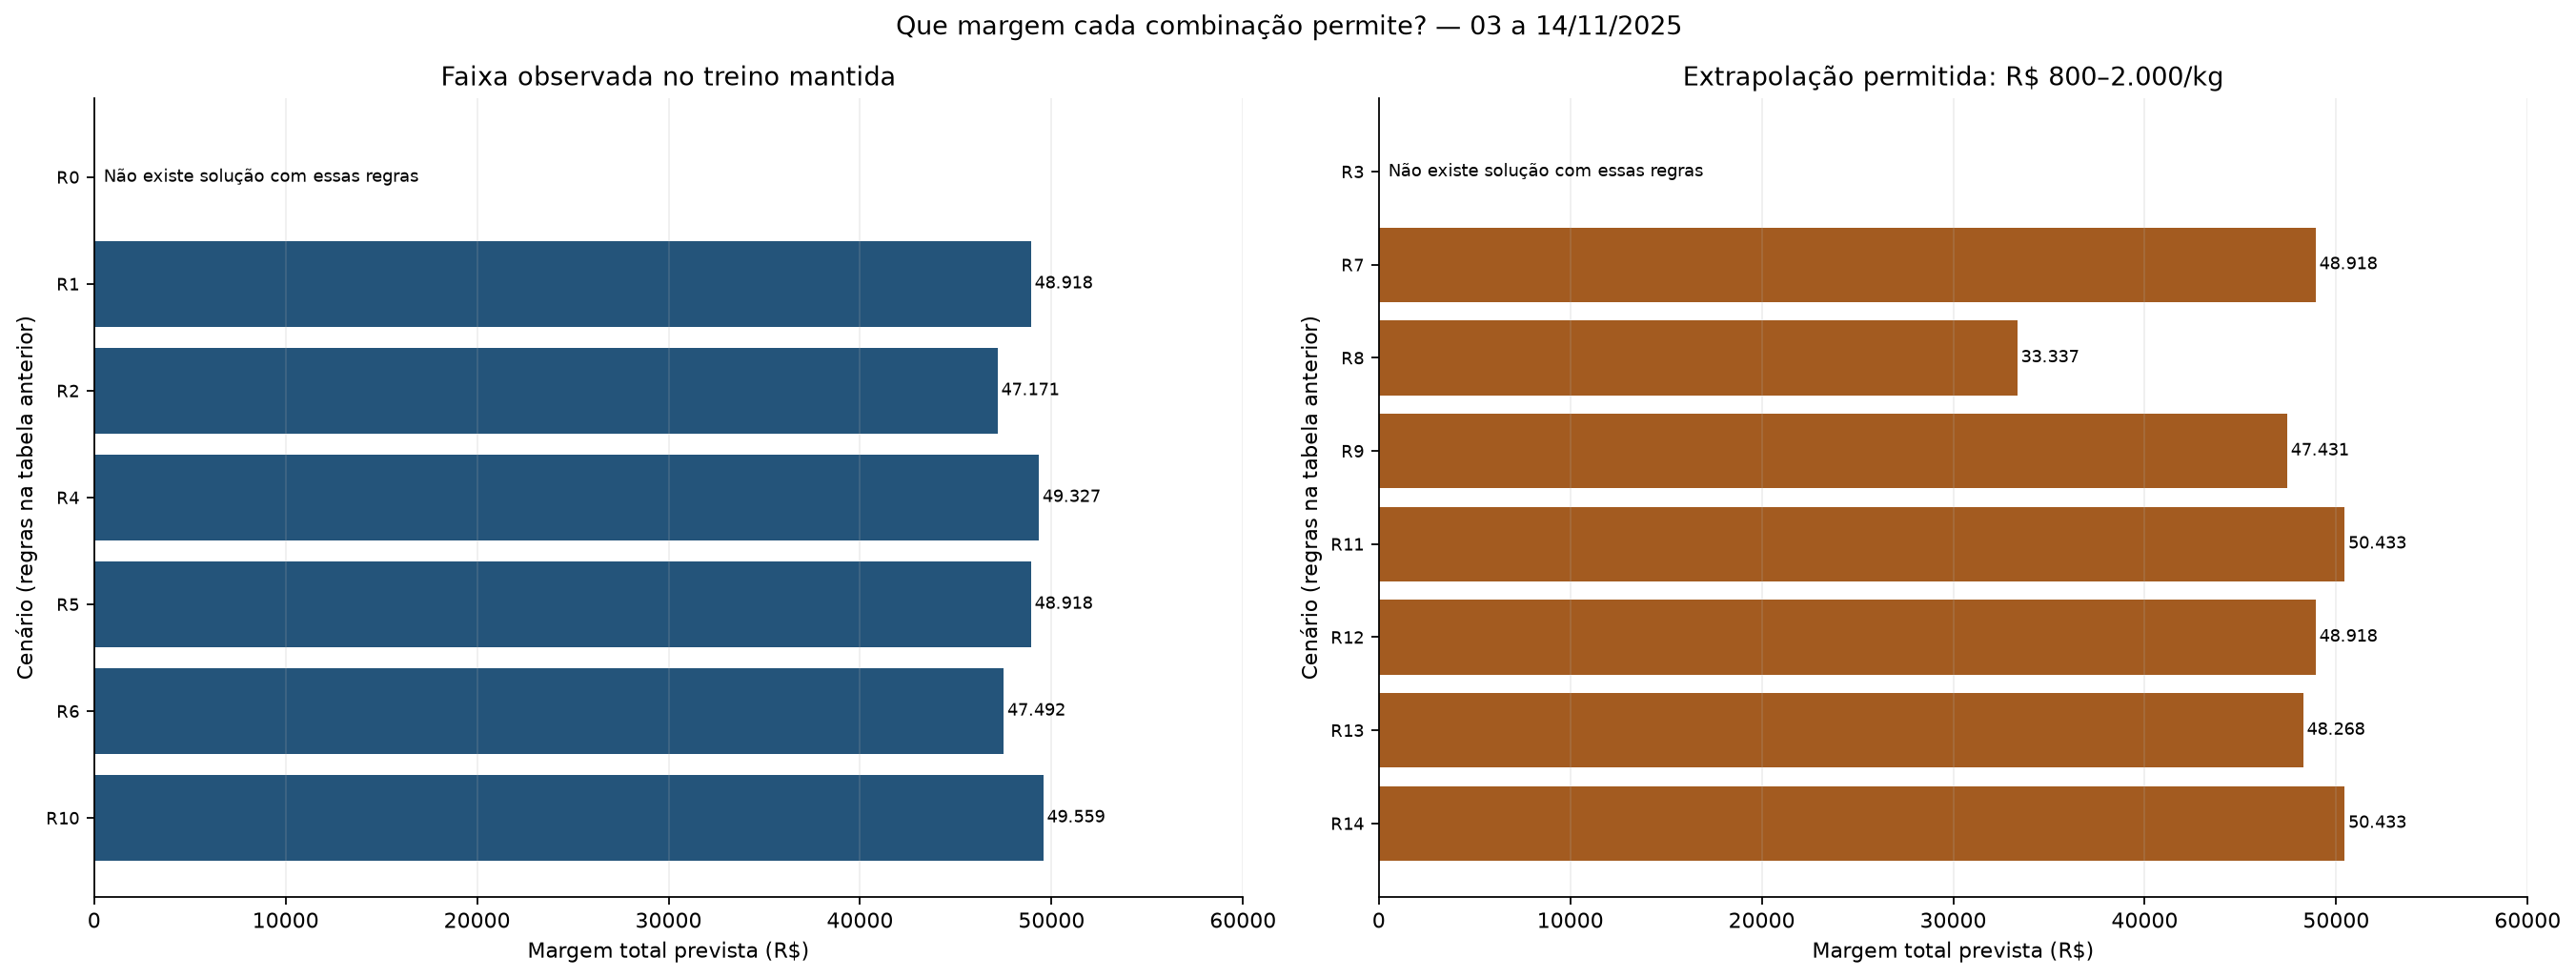 Que margem cada combinação permite? — 03 a 14/11/2025
Faixa observada no treino mantida
Cenário (regras na tabela anterior)
R0
Não existe solução com essas regras
R1
48.918
R2
47.171
R4
49.327
R5
48.918
R6
47.492
R10
49.559
0
10000
20000
30000
40000
50000
60000
Margem total prevista (R$)
Extrapolação permitida: R$ 800–2.000/kg
Cenário (regras na tabela anterior)
R3
Não existe solução com essas regras
R7
48.918
R8
33.337
R9
47.431
R11
50.433
R12
48.918
R13
48.268
R14
50.433
0
10000
20000
30000
40000
50000
60000
Margem total prevista (R$)